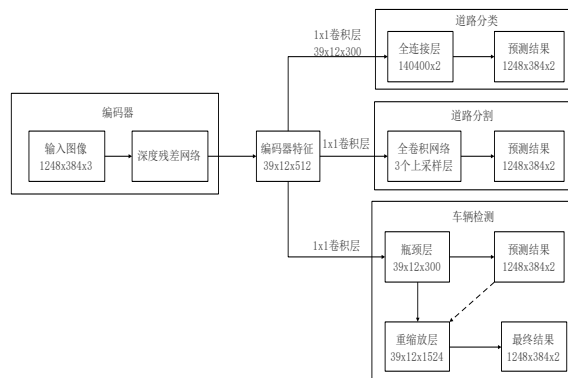 编码器
输入图像
1248x384x3
深度残差网络
编码器特征
39x12x512
1x1卷积层
39x12x300
道路分类
全连接层
140400x2
预测结果
1248x384x2
1x1卷积层
道路分割
全卷积网络
3个上采样层
预测结果
1248x384x2
1x1卷积层
车辆检测
瓶颈层
39x12x300
预测结果
1248x384x2
重缩放层
39x12x1524
最终结果
1248x384x2